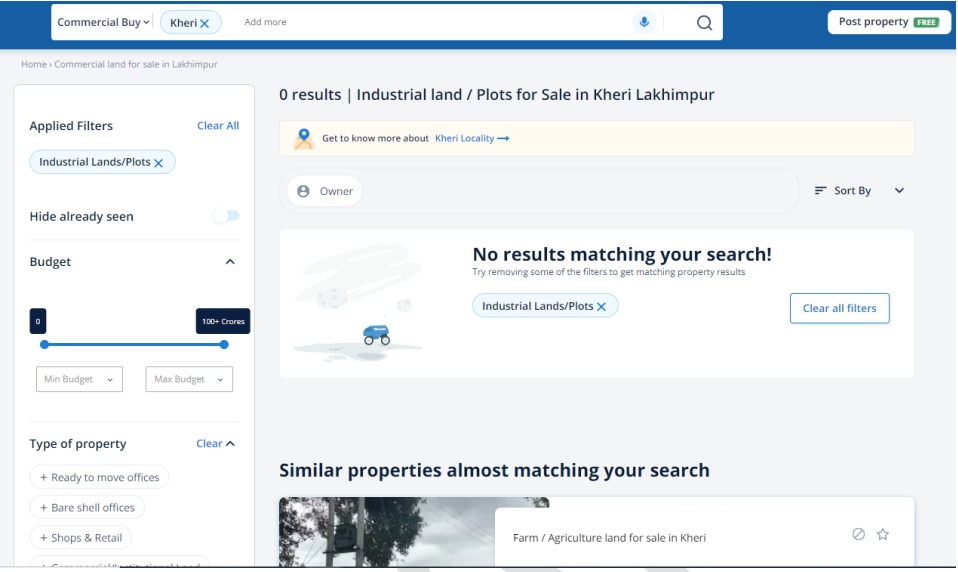 Commercial Buy
Kheri
Add more
Post property FREE
Home › Commercial land for sale in Lakhimpur
Applied Filters
Clear All
Industrial Lands/Plots
Hide already seen
Budget
0
100+ Crores
Min Budget
Max Budget
Type of property
Clear
+ Ready to move offices
+ Bare shell offices
+ Shops & Retail
+ Commercial/Institutional Land
0 results | Industrial land / Plots for Sale in Kheri Lakhimpur
Get to know more about Kheri Locality
Owner
Sort By
No results matching your search!
Try removing some of the filters to get matching property results
Industrial Lands/Plots
Clear all filters
Similar properties almost matching your search
Farm / Agriculture land for sale in Kheri